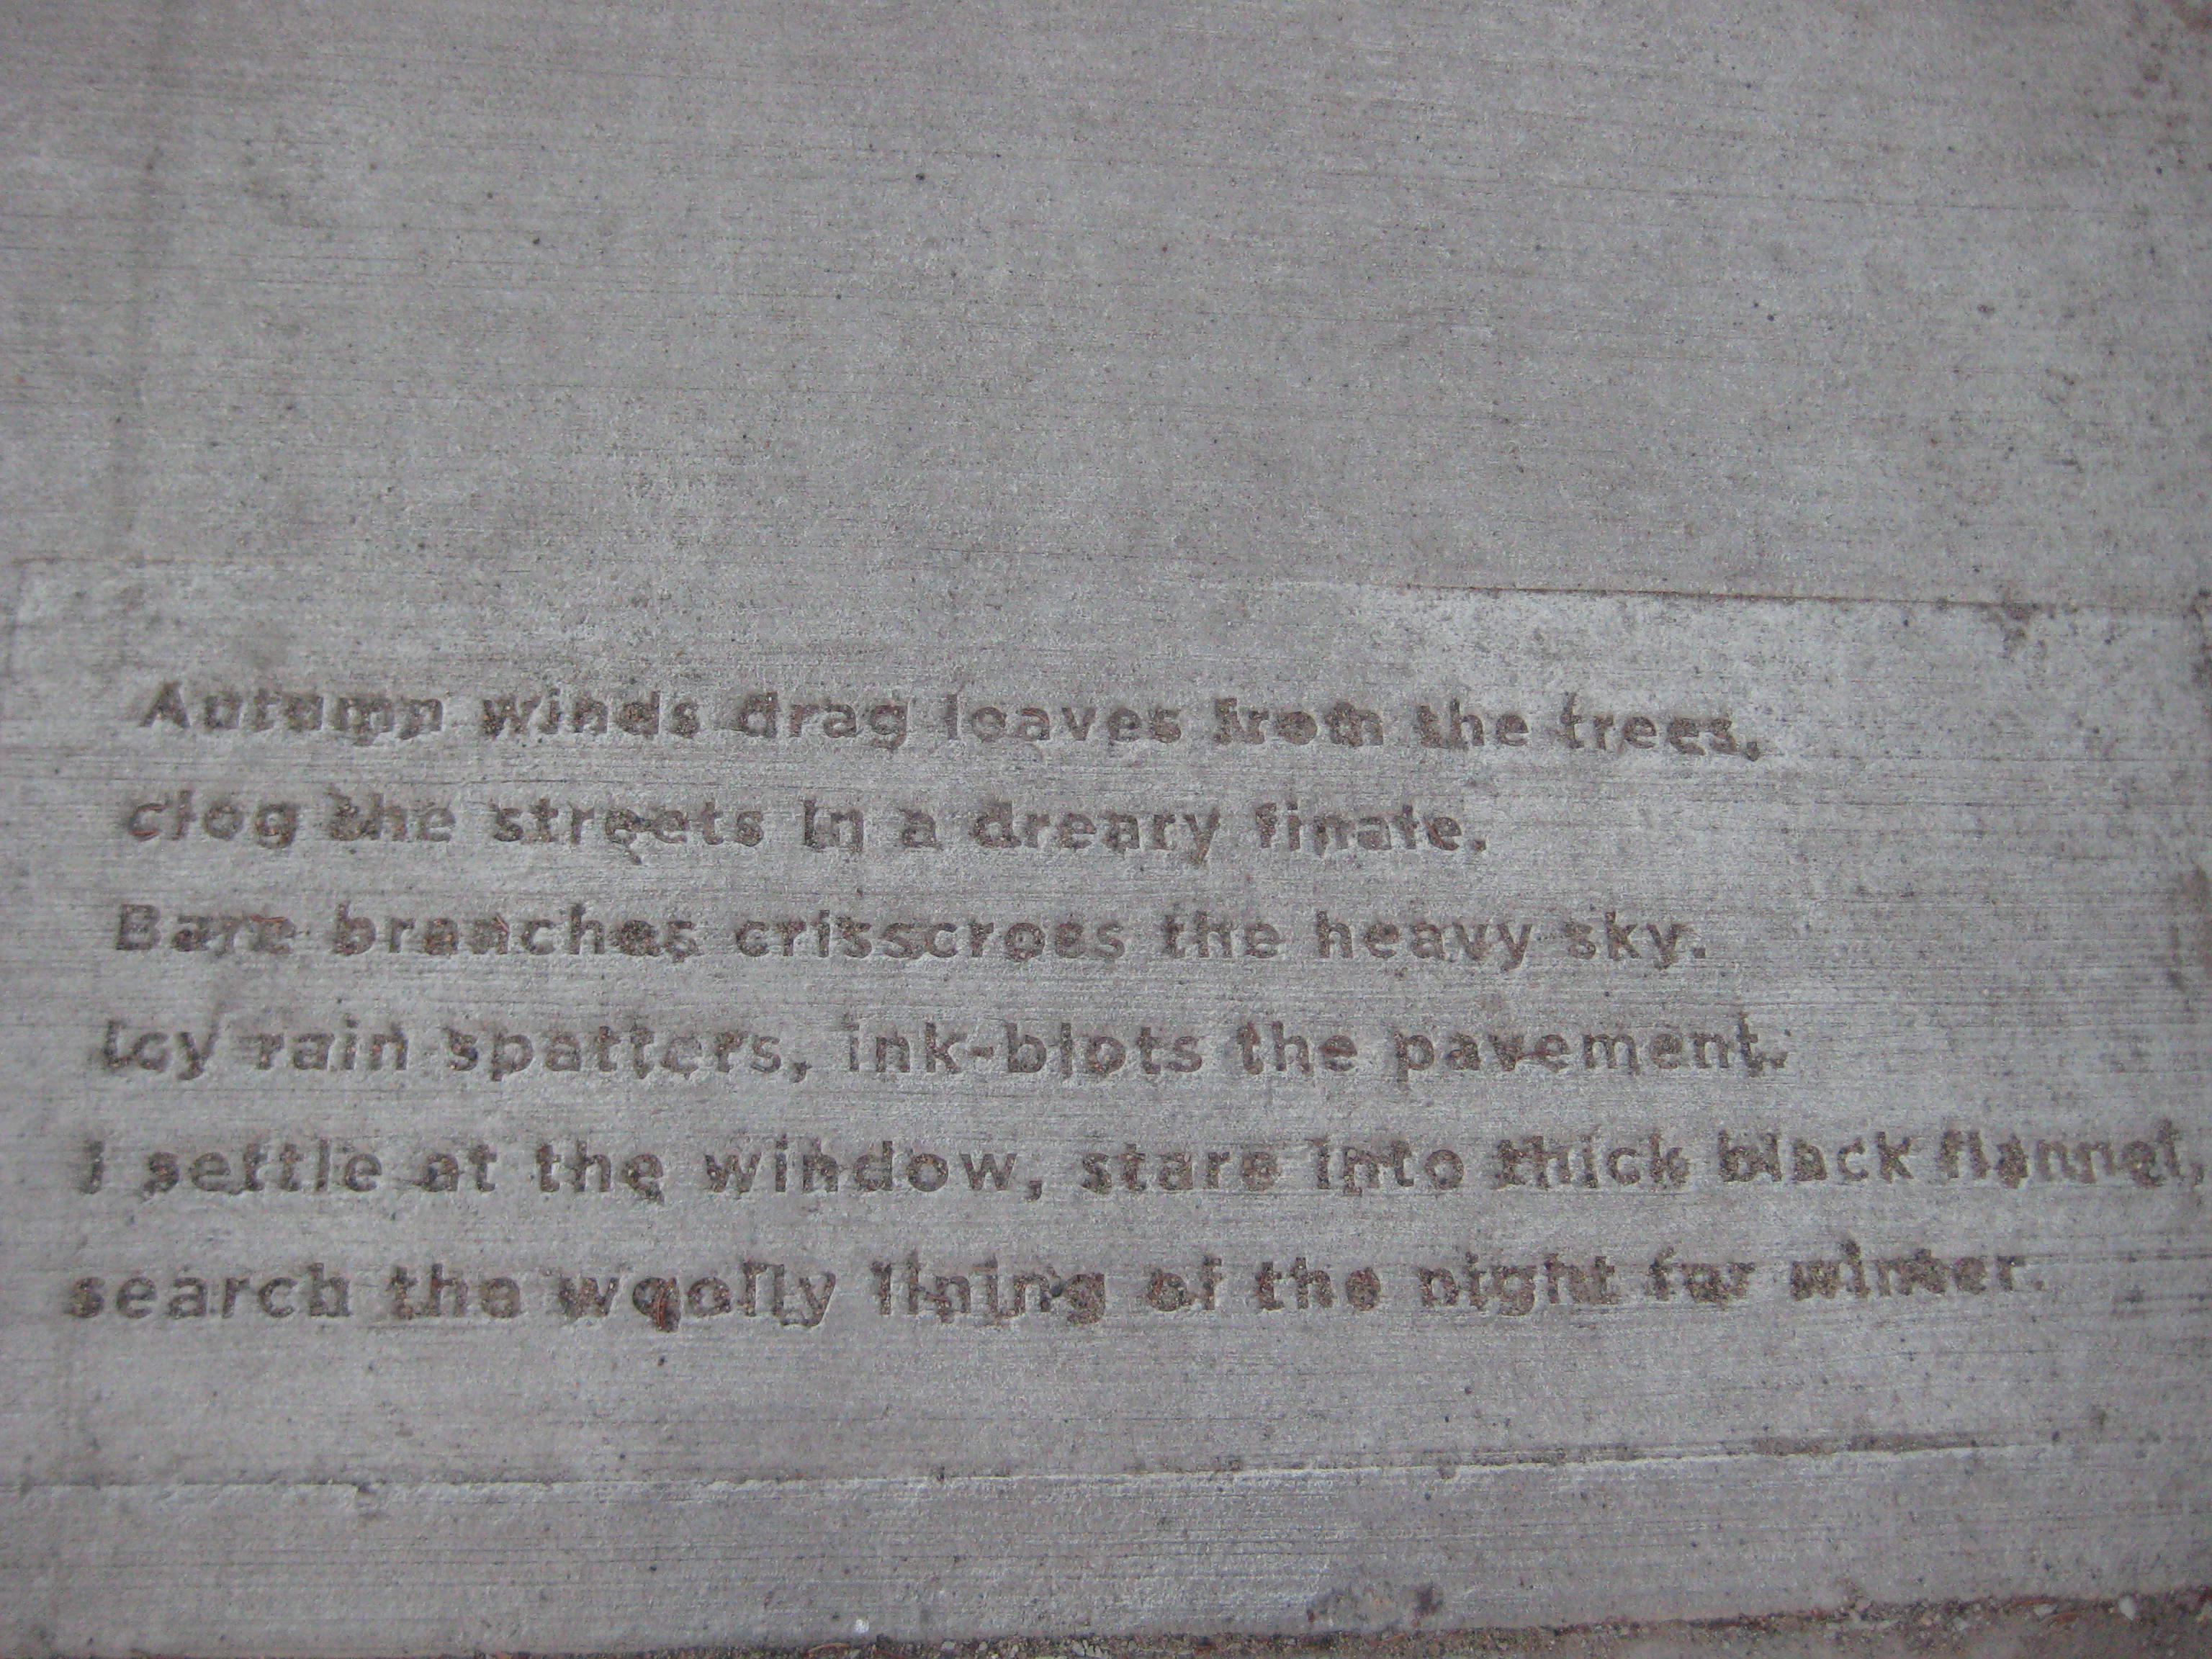 Autumn winds drag leaves from the trees,
clog the streets in a dreary finale.
Bare branches crisscross the heavy sky.
Icy rain spatters, ink-blots the pavement.
I settle at the window, stare into thick black flannel,
search the woolly lining of the night for winter.